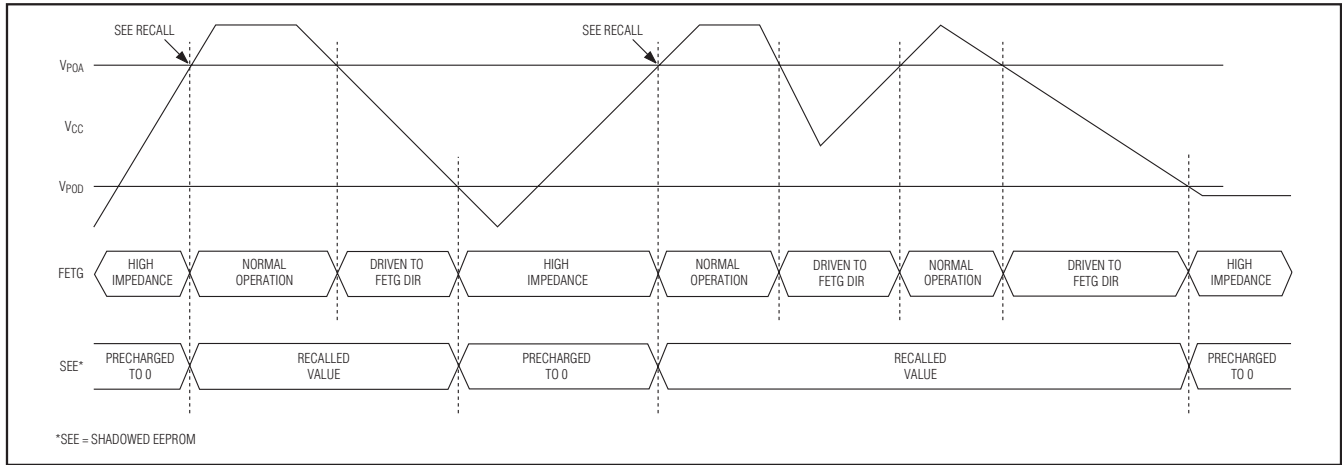 SEE RECALL
SEE RECALL
VPOA
VCC
VPOD
FETG
HIGH
IMPEDANCE
NORMAL
OPERATION
DRIVEN TO
FETG DIR
HIGH
IMPEDANCE
NORMAL
OPERATION
DRIVEN TO
FETG DIR
NORMAL
OPERATION
DRIVEN TO
FETG DIR
HIGH
IMPEDANCE
SEE*
PRECHARGED
TO 0
RECALLED
VALUE
PRECHARGED
TO 0
RECALLED
VALUE
PRECHARGED
TO 0
*SEE = SHADOWED EEPROM